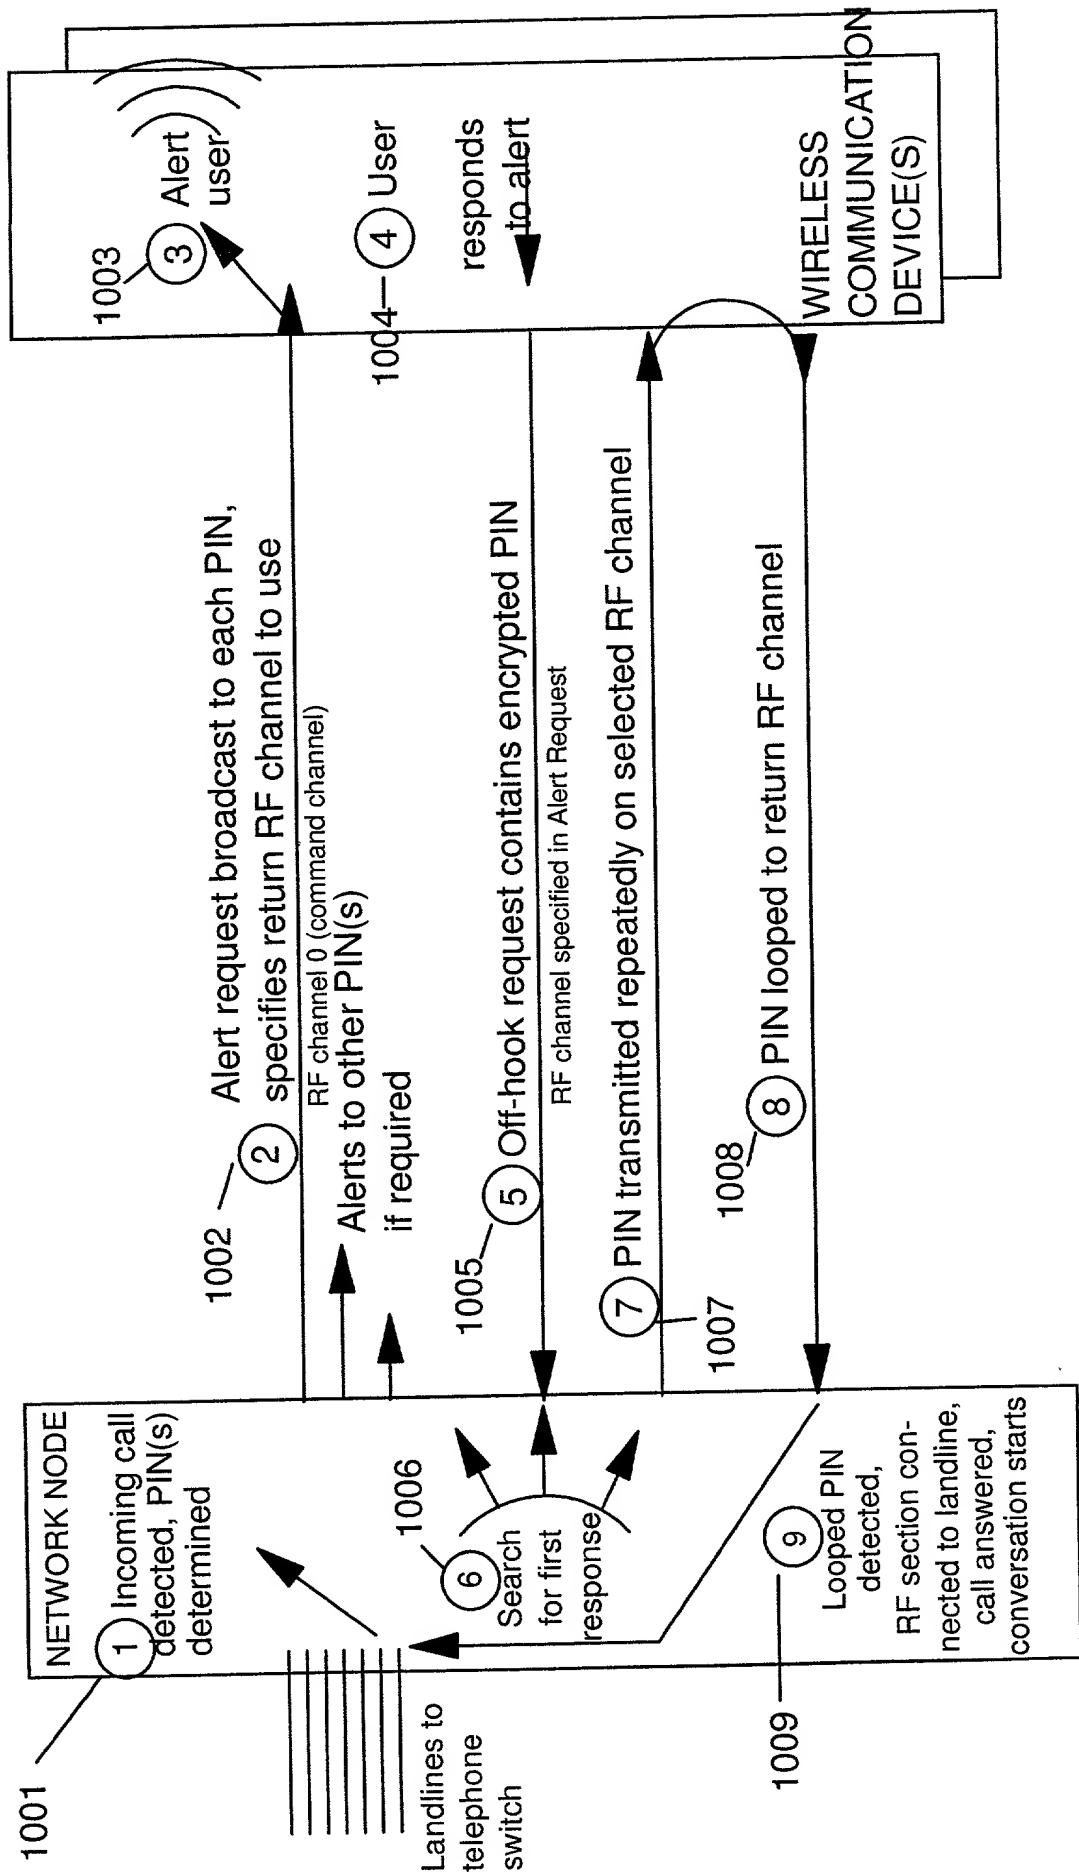 1001
NETWORK NODE
1 Incoming call
detected, PIN(s)
determined
Landlines to
telephone
switch
1002
2
Alert request broadcast to each PIN,
specifies return RF channel to use
RF channel 0 (command channel)
Alerts to other PIN(s)
if required
1003
3 Alert
user
1004
4 User
responds
to alert
1005
5 Off-hook request contains encrypted PIN
RF channel specified in Alert Request
1006
6 Search
for first
response
7 PIN transmitted repeatedly on selected RF channel
1007
1008
8 PIN looped to return RF channel
1009
9 Looped PIN
detected,
RF section con-
nected to landline,
call answered,
conversation starts
WIRELESS
COMMUNICATION
DEVICE(S)